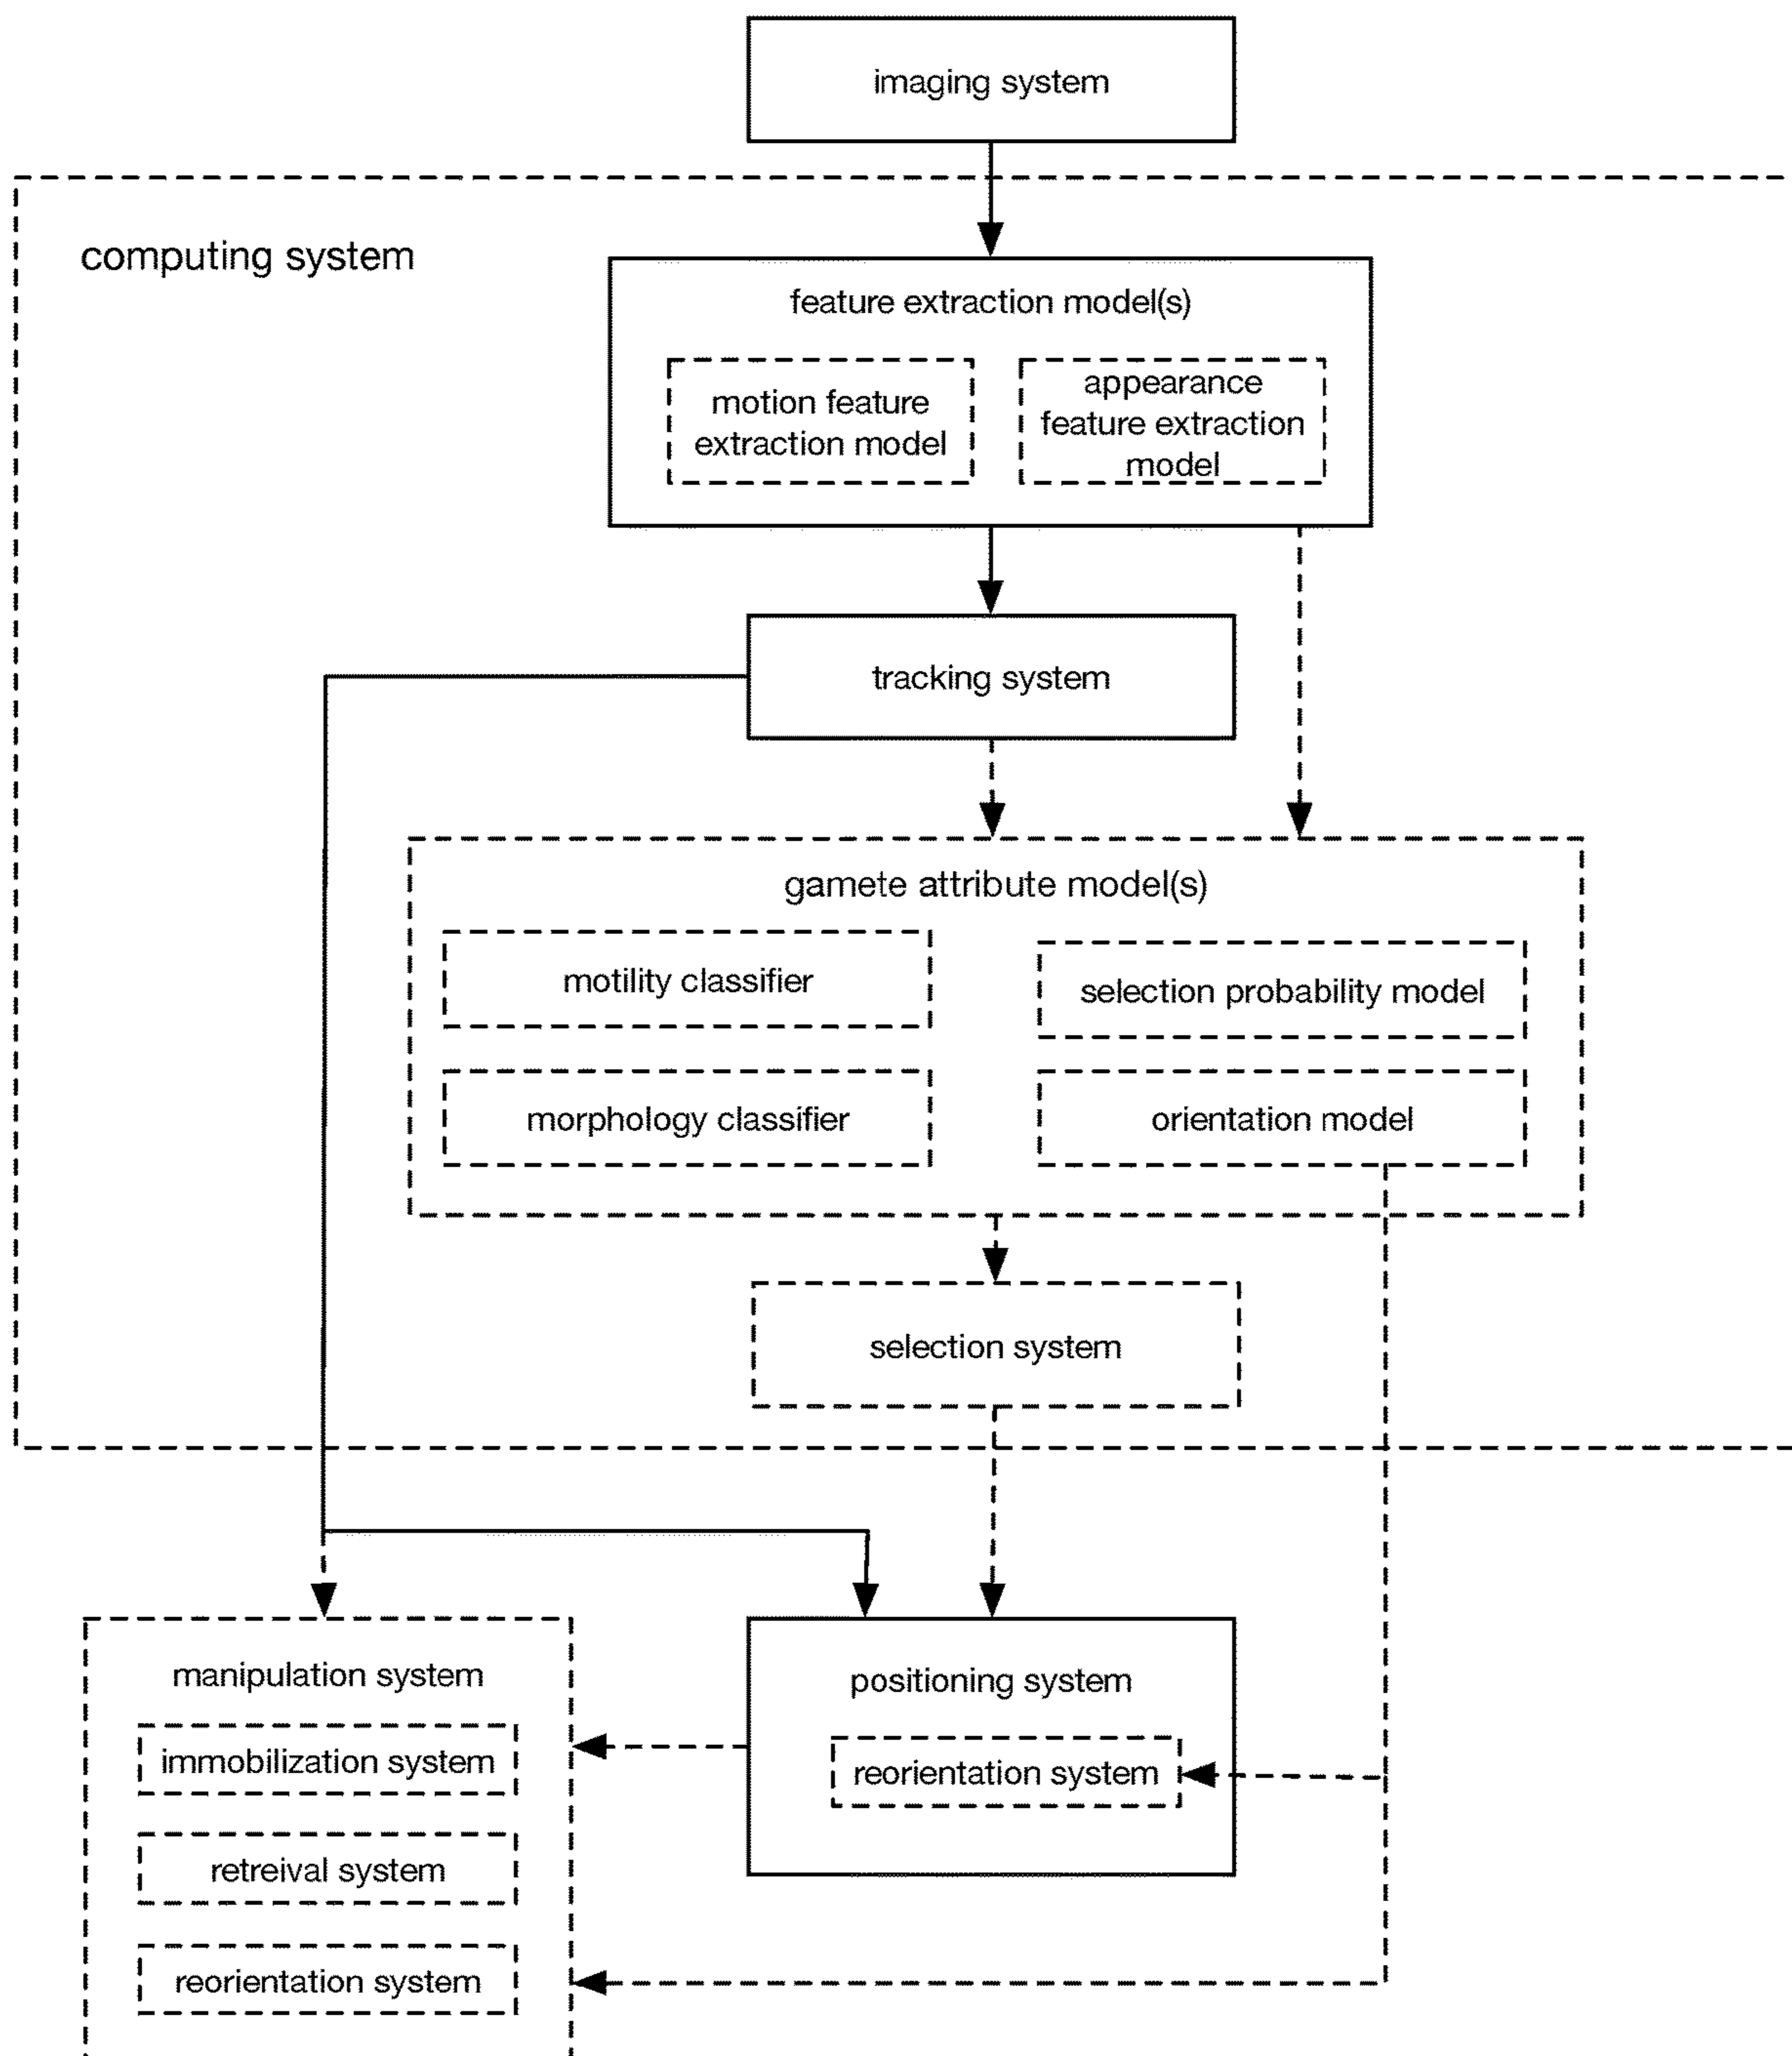 imaging system
computing system
feature extraction model(s)
motion feature
extraction model
appearance
feature extraction
model
tracking system
gamete attribute model(s)
motility classifier
selection probability model
morphology classifier
orientation model
selection system
manipulation system
immobilization system
retreival system
reorientation system
positioning system
reorientation system